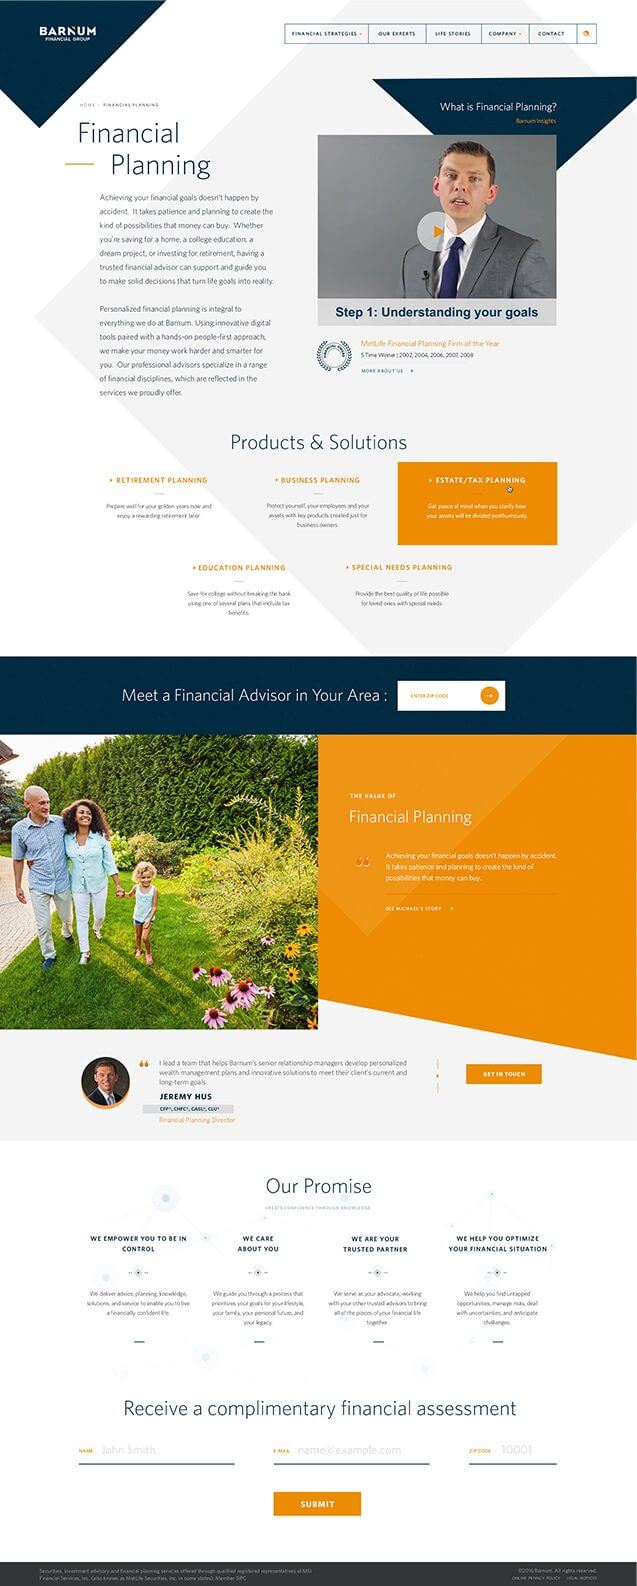 BARNUM
FINANCIAL GROUP
FINANCIAL STRATEGIES
OUR EXPERTS
LIFE STORIES
COMPANY
CONTACT
HOME > FINANCIAL PLANNING
Financial
Planning
Achieving your financial goals doesn't happen by
accident. It takes patience and planning to create the
kind of possibilities that money can buy. Whether
you're saving for a home, a college education, a
dream project, or investing for retirement, having a
trusted financial advisor can support and guide you
to make solid decisions that turn life goals into reality.
Personalized financial planning is integral to
everything we do at Barnum. Using innovative digital
tools paired with a hands-on people-first approach,
we make your money work harder and smarter for
you. Our professional advisors specialize in a range
of financial disciplines, which are reflected in the
services we proudly offer.
What is Financial Planning?
Barnum Insights
Step 1: Understanding your goals
MetLife Financial Planning Firm of the Year
5 Time Winner | 2002, 2004, 2006, 2007, 2008
MORE ABOUT US
Products & Solutions
RETIREMENT PLANNING
Prepare well for your golden years now and
enjoy a rewarding retirement later.
BUSINESS PLANNING
Protect yourself, your employees and your
assets with key products created just for
business owners.
ESTATE/TAX PLANNING
Get peace of mind when you clarify how
your assets will be divided posthumously.
EDUCATION PLANNING
Save for college without breaking the bank
using one of several plans that include tax
benefits.
SPECIAL NEEDS PLANNING
Provide the best quality of life possible
for loved ones with special needs.
Meet a Financial Advisor in Your Area :
ENTER ZIP CODE
THE VALUE OF
Financial Planning
“ Achieving your financial goals doesn't happen by accident.
It takes patience and planning to create the kind of
possibilities that money can buy.
SEE MICHAEL'S STORY
“ I lead a team that helps Barnum's senior relationship managers develop personalized
wealth management plans and innovative solutions to meet their client's current and
long-term goals.
JEREMY HUS
CFP®, CHFC®, CASL®, CLU®
Financial Planning Director
GET IN TOUCH
Our Promise
CREATE CONFIDENCE THROUGH KNOWLEDGE
WE EMPOWER YOU TO BE IN
CONTROL
We deliver advice, planning, knowledge,
solutions, and service to enable you to live
a financially confident life.
WE CARE
ABOUT YOU
We guide you through a process that
prioritizes your goals for your lifestyle,
your family, your personal future, and
your legacy.
WE ARE YOUR
TRUSTED PARTNER
We serve as your advocate, working
with your other trusted advisors to bring
all of the pieces of your financial life
together.
WE HELP YOU OPTIMIZE
YOUR FINANCIAL SITUATION
We help you find untapped
opportunities, manage risks, deal
with uncertainties, and anticipate
challenges.
Receive a complimentary financial assessment
NAME John Smith
E-MAIL name@example.com
ZIP CODE 10001
SUBMIT
Securities, investment advisory and financial planning services offered through qualified registered representatives of MSI
Financial Services, Inc. (also known as MetLife Securities, Inc. in some states). Member SIPC
©2016 Barnum. All rights reserved.
ONLINE PRIVACY POLICY LEGAL NOTICES